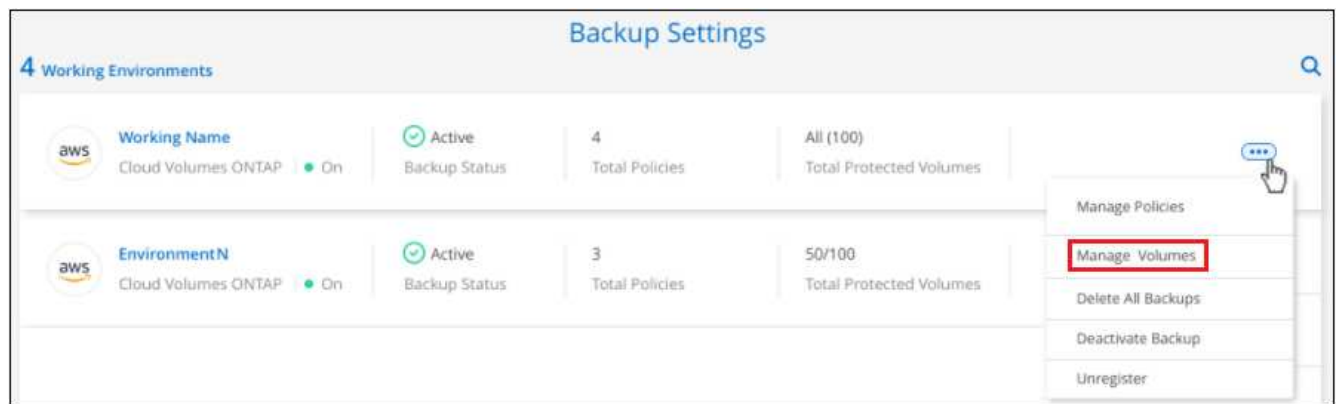 Backup Settings
4 Working Environments
aws
Working Name
Cloud Volumes ONTAP
On
Active
Backup Status
4
Total Policies
All (100)
Total Protected Volumes
Manage Policies
Manage Volumes
Delete All Backups
Deactivate Backup
Unregister
aws
EnvironmentN
Cloud Volumes ONTAP
On
Active
Backup Status
3
Total Policies
50/100
Total Protected Volumes